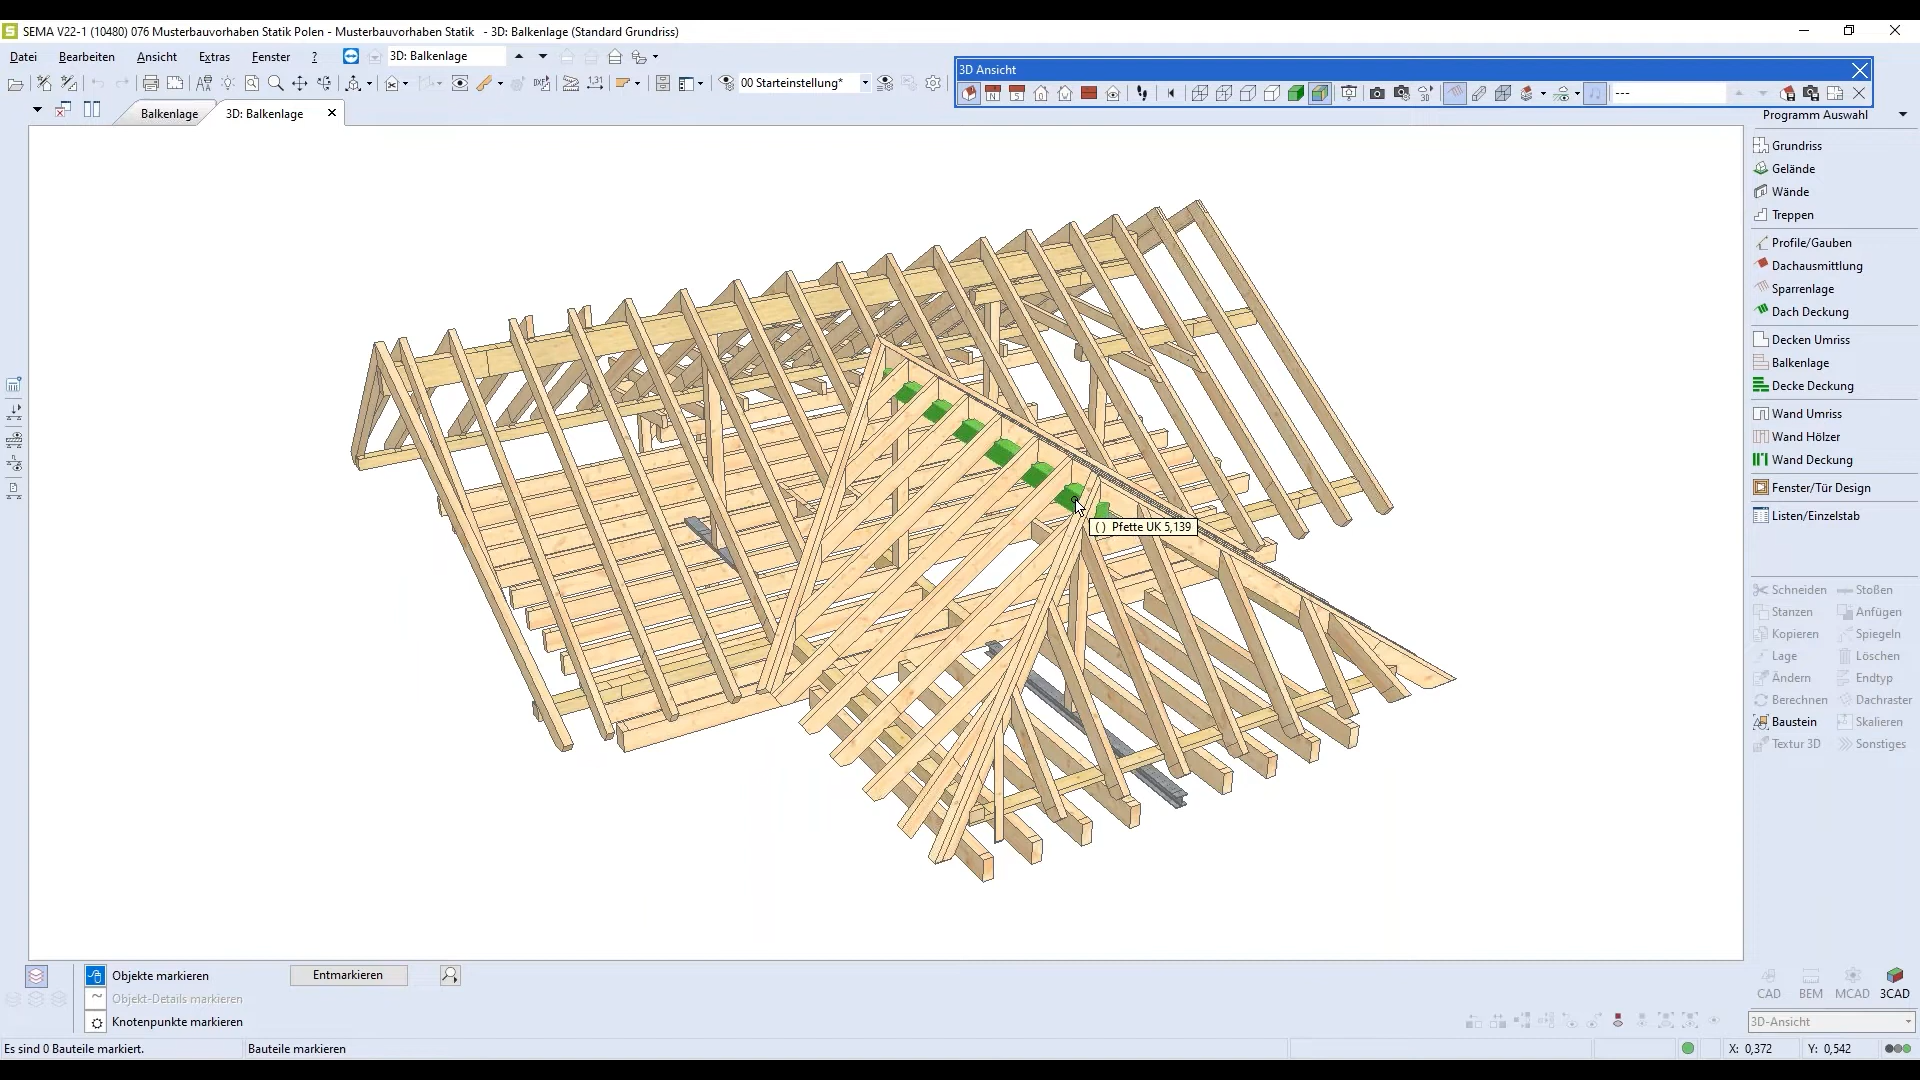 SEMA V22-1 (10480) 076 Musterbauvorhaben Statik Polen - Musterbauvorhaben Statik - 3D: Balkenlage (Standard Grundriss)
Datei Bearbeiten Ansicht Extras Fenster ? 3D: Balkenlage
3D Ansicht
00 Starteinstellung*
---
Balkenlage
3D: Balkenlage
Programm Auswahl
Grundriss
Gelände
Wände
Treppen
Profile/Gauben
Dachausmittlung
Sparrenlage
Dach Deckung
Decken Umriss
Balkenlage
Decke Deckung
Wand Umriss
Wand Hölzer
Wand Deckung
Fenster/Tür Design
Listen/Einzelstab
( ) Pfette UK 5,139
Schneiden Stoßen
Stanzen Anfügen
Kopieren Spiegeln
Lage Löschen
Ändern Endtyp
Berechnen Dachraster
Baustein Skalieren
Textur 3D Sonstiges
Objekte markieren Entmarkieren
Objekt-Details markieren
Knotenpunkte markieren
CAD BEM MCAD 3CAD
3D-Ansicht
Es sind 0 Bauteile markiert. Bauteile markieren X: 0,372 Y: 0,542